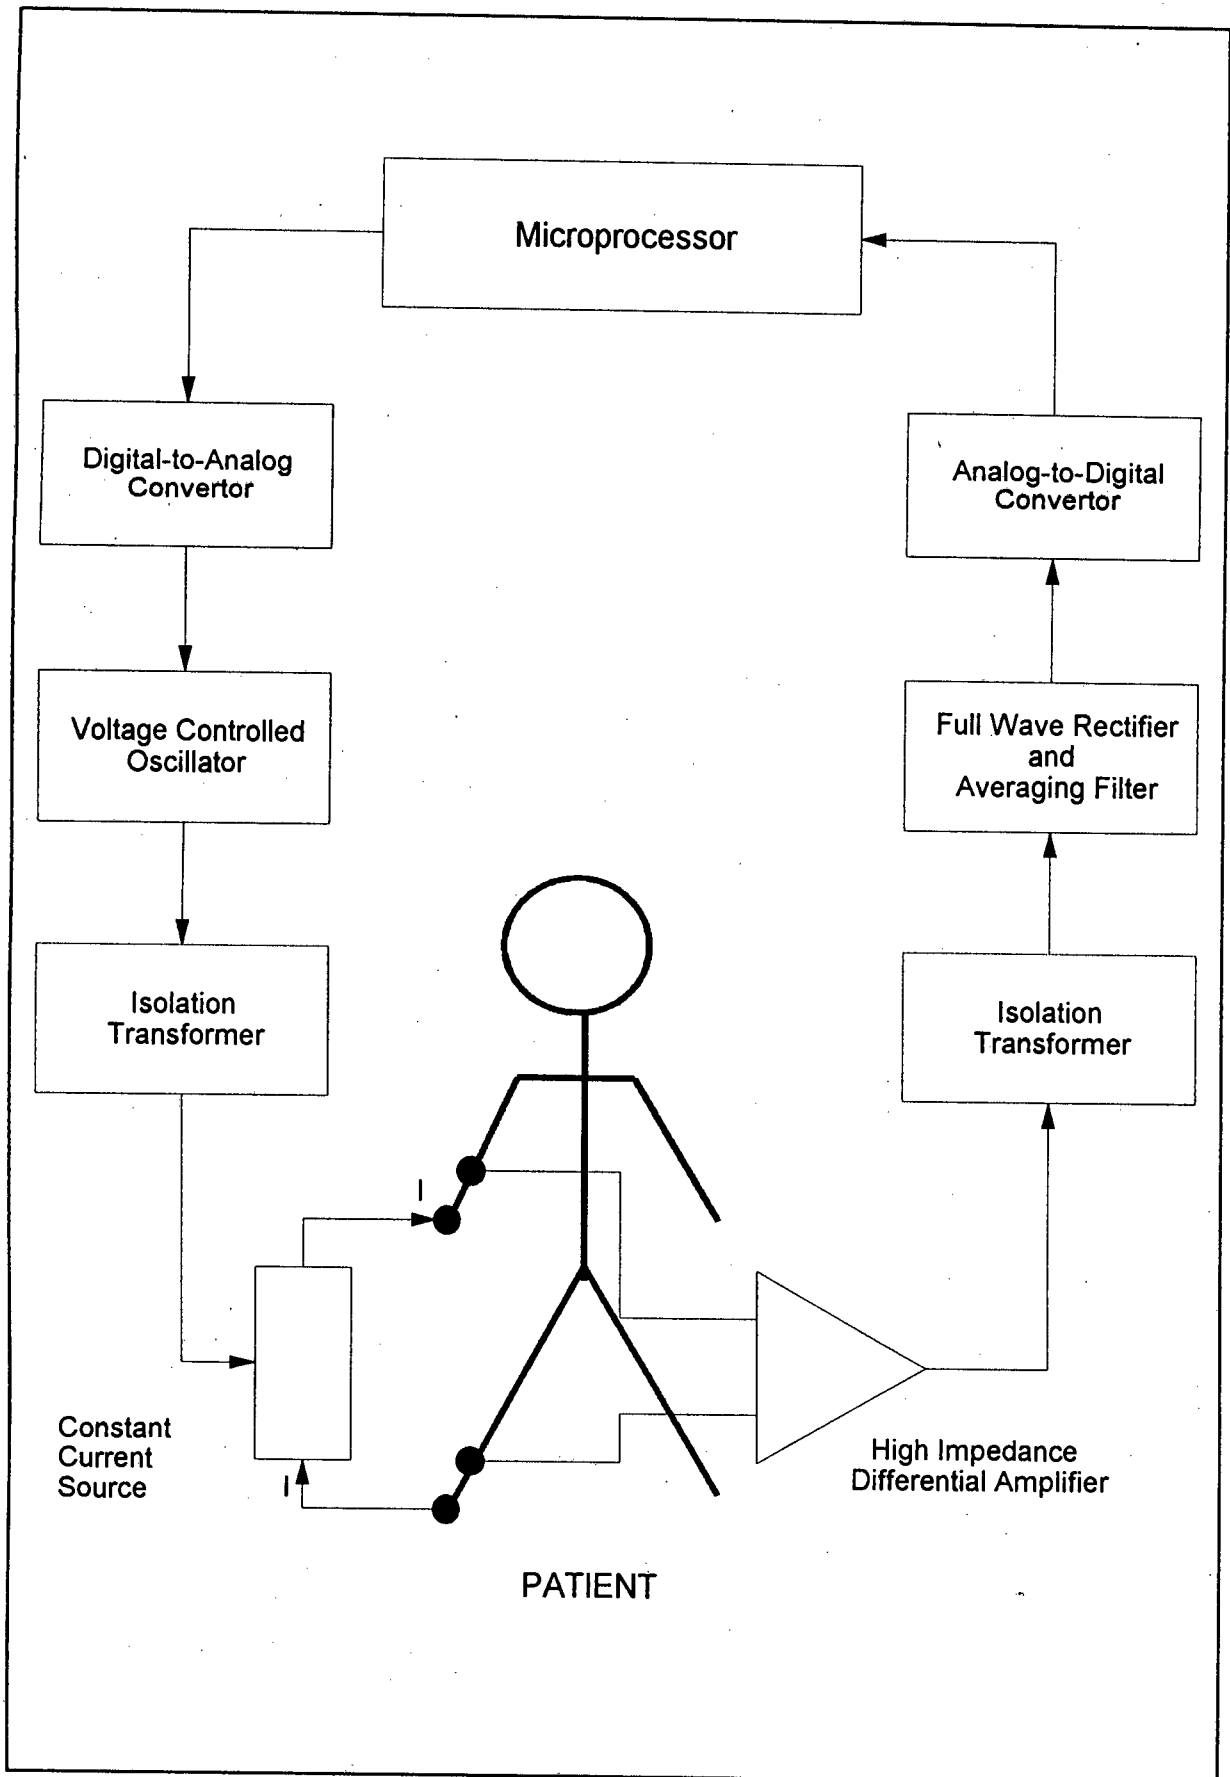 Microprocessor
Digital-to-Analog
Convertor
Analog-to-Digital
Convertor
Voltage Controlled
Oscillator
Full Wave Rectifier
and
Averaging Filter
Isolation
Transformer
Isolation
Transformer
I
Constant
Current
Source
I
High Impedance
Differential Amplifier
PATIENT